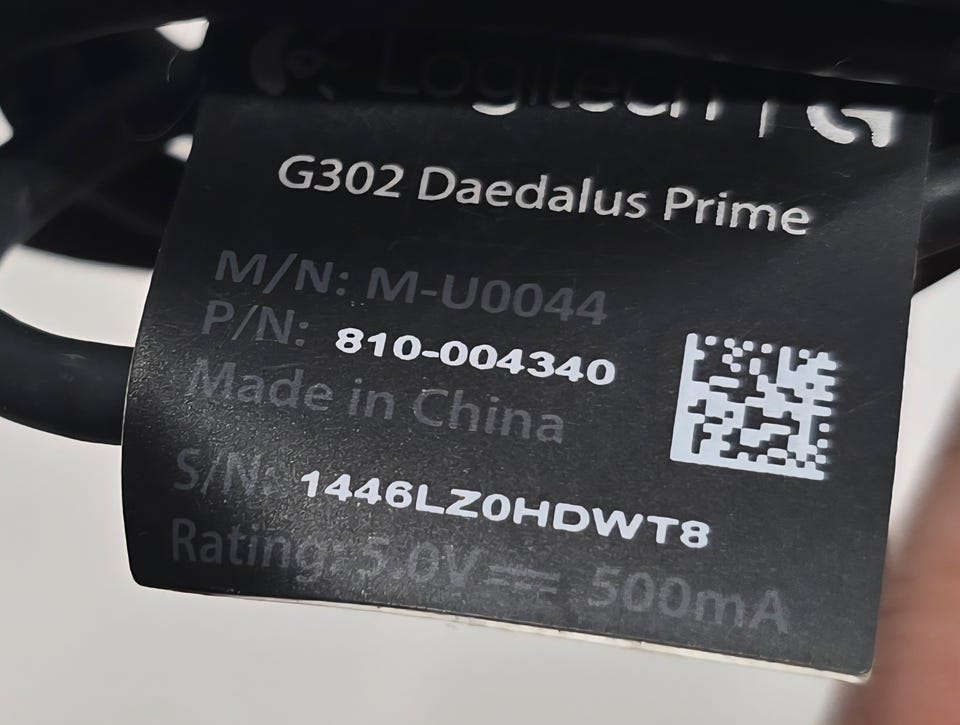 Logitech | G
G302 Daedalus Prime
M/N: M-U0044
P/N: 810-004340
Made in China
S/N: 1446LZ0HDWT8
Rating: 5.0V⎓500mA